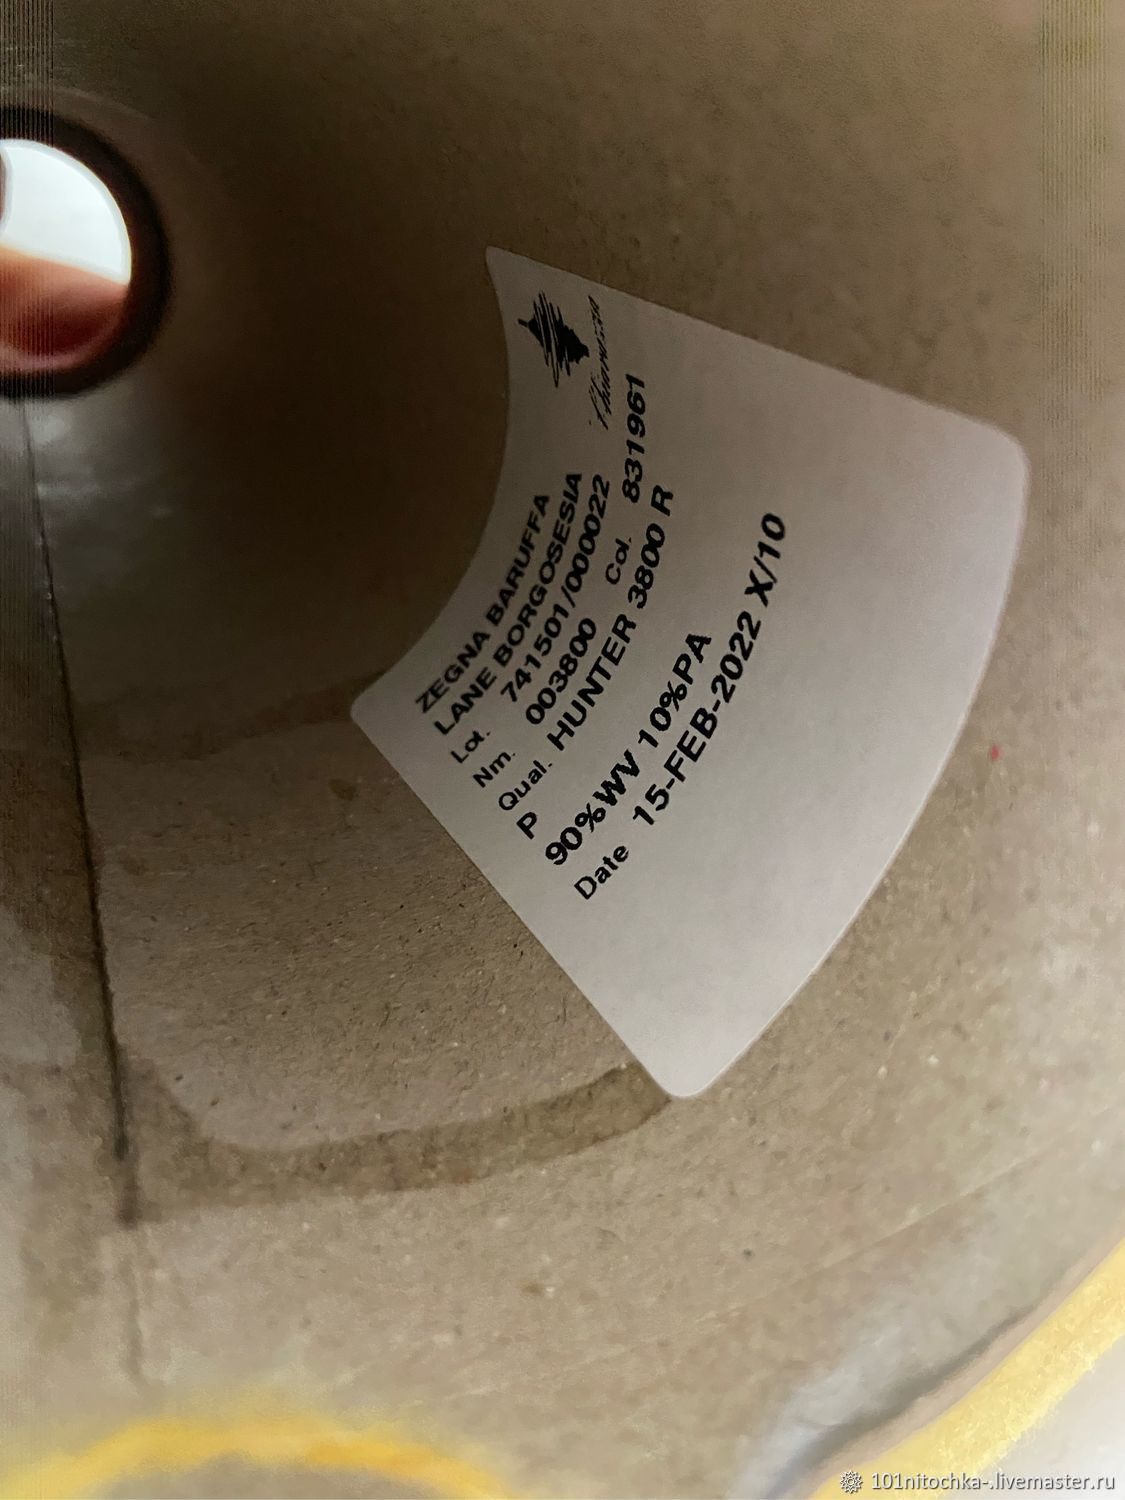 Chiavazza
ZEGNA BARUFFA
LANE BORGOSESIA
Lot. 741501/000022
Nm. 003800 Col. 831961
Qual. HUNTER 3800 R
P
90%WV 10%PA
Date 15-FEB-2022 X/10
101nitochka-.livemaster.ru